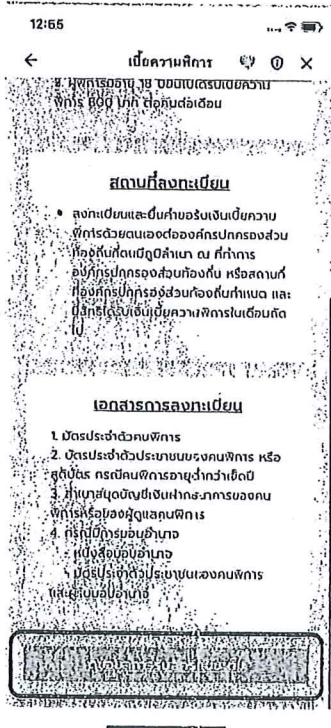 12:55
เบี้ยความพิการ
2. ผู้พิการอายุ 18 ปีขึ้นไปได้รับเบี้ยความ
พิการ 800 บาท ต่อคนต่อเดือน
สถานที่ลงทะเบียน
• ลงทะเบียนและยื่นคำขอรับเงินเบี้ยความ
พิการด้วยตนเองต่อองค์กรปกครองส่วน
ท้องถิ่นที่ตนมีภูมิลำเนา ณ ที่ทำการ
องค์กรปกครองส่วนท้องถิ่น หรือสถานที่
ที่องค์กรปกครองส่วนท้องถิ่นกำหนด และ
มีสิทธิได้รับเงินเบี้ยความพิการในเดือนถัด
ไป
เอกสารการลงทะเบียน
1. บัตรประจำตัวคนพิการ
2. บัตรประจำตัวประชาชนของคนพิการ หรือ
สูติบัตร กรณีคนพิการอายุต่ำกว่าเจ็ดปี
3. สำเนาสมุดบัญชีเงินฝากธนาคารของคน
พิการหรือของผู้ดูแลคนพิการ
4. กรณีมีการมอบอำนาจ
- หนังสือมอบอำนาจ
- บัตรประจำตัวประชาชนของคนพิการ
และผู้รับมอบอำนาจ